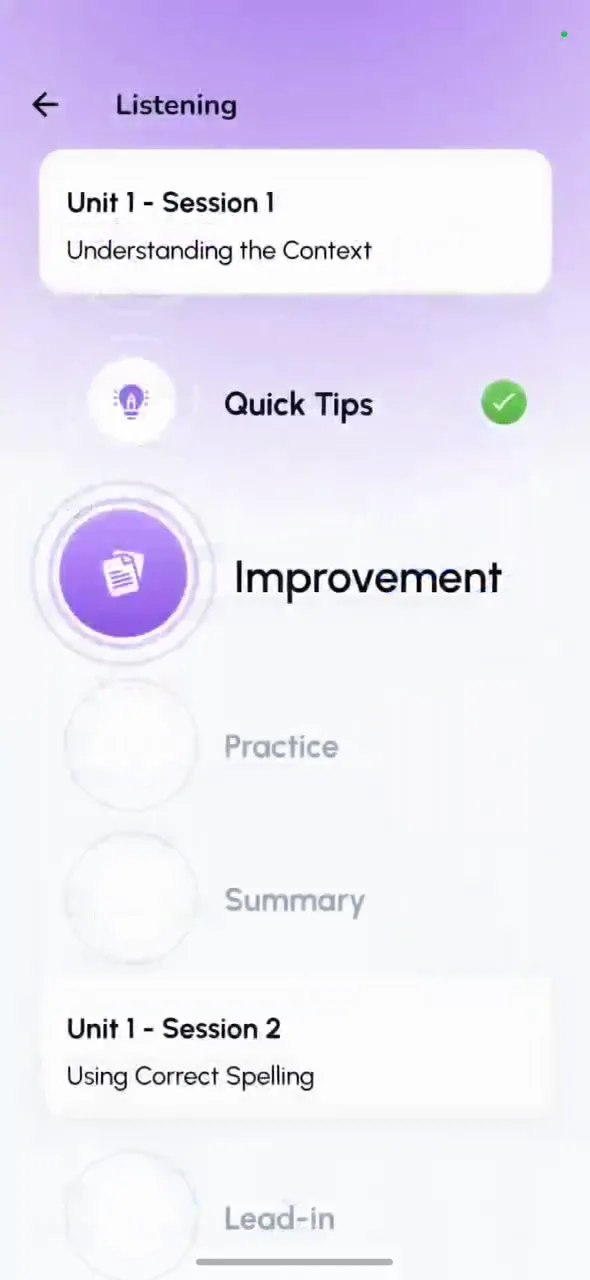 Listening
Unit 1 - Session 1
Understanding the Context
Quick Tips
Improvement
Practice
Summary
Unit 1 - Session 2
Using Correct Spelling
Lead-in